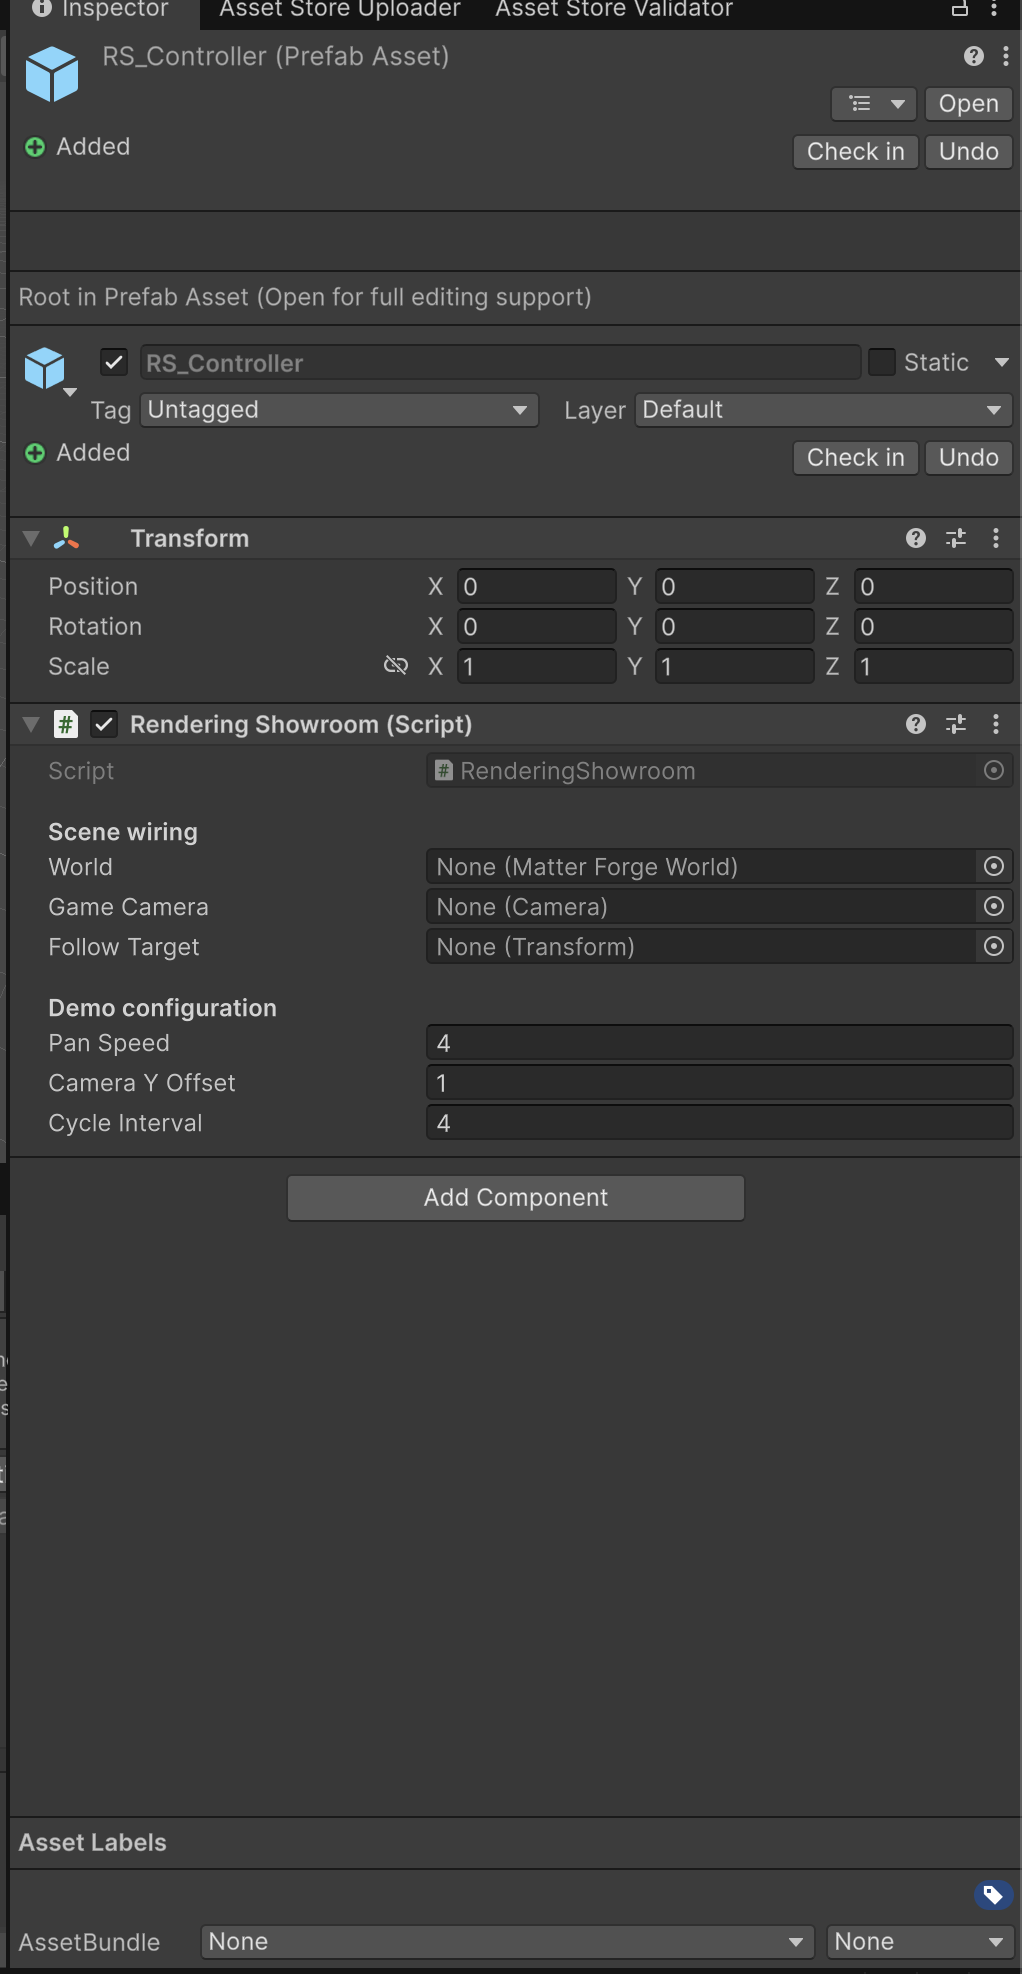 Inspector Asset Store Uploader Asset Store Validator
RS_Controller (Prefab Asset)
Open
Added
Check in Undo
Root in Prefab Asset (Open for full editing support)
RS_Controller Static
Tag Untagged Layer Default
Added
Check in Undo
Transform
Position X 0 Y 0 Z 0
Rotation X 0 Y 0 Z 0
Scale X 1 Y 1 Z 1
# Rendering Showroom (Script)
Script # RenderingShowroom
Scene wiring
World None (Matter Forge World)
Game Camera None (Camera)
Follow Target None (Transform)
Demo configuration
Pan Speed 4
Camera Y Offset 1
Cycle Interval 4
Add Component
Asset Labels
AssetBundle None None